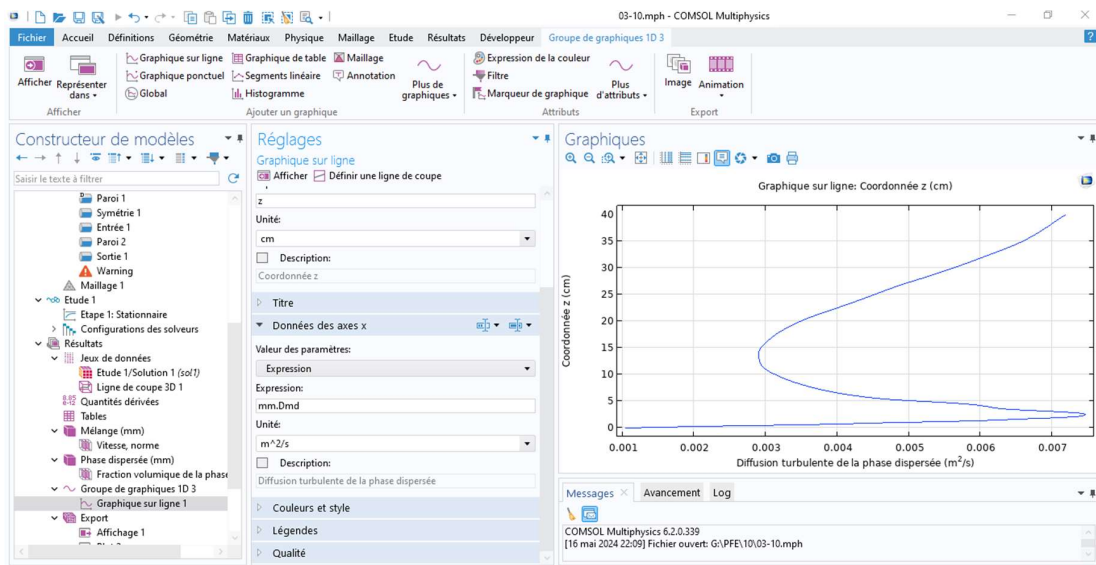 03-10.mph - COMSOL Multiphysics
Fichier Accueil Définitions Géométrie Matériaux Physique Maillage Etude Résultats Développeur Groupe de graphiques 1D 3 ?
Afficher
Représenter dans
Afficher
Graphique sur ligne Graphique de table Maillage
Graphique ponctuel Segments linéaire Annotation
Global Histogramme
Plus de graphiques
Ajouter un graphique
Expression de la couleur
Filtre
Marqueur de graphique
Plus d'attributs
Attributs
Image Animation
Export
Constructeur de modèles
Saisir le texte à filtrer
Paroi 1
Symétrie 1
Entrée 1
Paroi 2
Sortie 1
Warning
Maillage 1
Etude 1
Etape 1: Stationnaire
Configurations des solveurs
Résultats
Jeux de données
Etude 1/Solution 1 (sol1)
Ligne de coupe 3D 1
Quantités dérivées
Tables
Mélange (mm)
Vitesse, norme
Phase dispersée (mm)
Fraction volumique de la phase
Groupe de graphiques 1D 3
Graphique sur ligne 1
Export
Affichage 1
Réglages
Graphique sur ligne
Afficher Définir une ligne de coupe
z
Unité:
cm
Description:
Coordonnée z
Titre
Données des axes x
Valeur des paramètres:
Expression
Expression:
mm.Dmd
Unité:
m^2/s
Description:
Diffusion turbulente de la phase dispersée
Couleurs et style
Légendes
Qualité
Graphiques
Graphique sur ligne: Coordonnée z (cm)
40
35
30
25
20
15
10
5
0
Coordonnée z (cm)
0.001 0.002 0.003 0.004 0.005 0.006 0.007
Diffusion turbulente de la phase dispersée (m²/s)
Messages Avancement Log
COMSOL Multiphysics 6.2.0.339
[16 mai 2024 22:09] Fichier ouvert: G:\PFE\10\03-10.mph